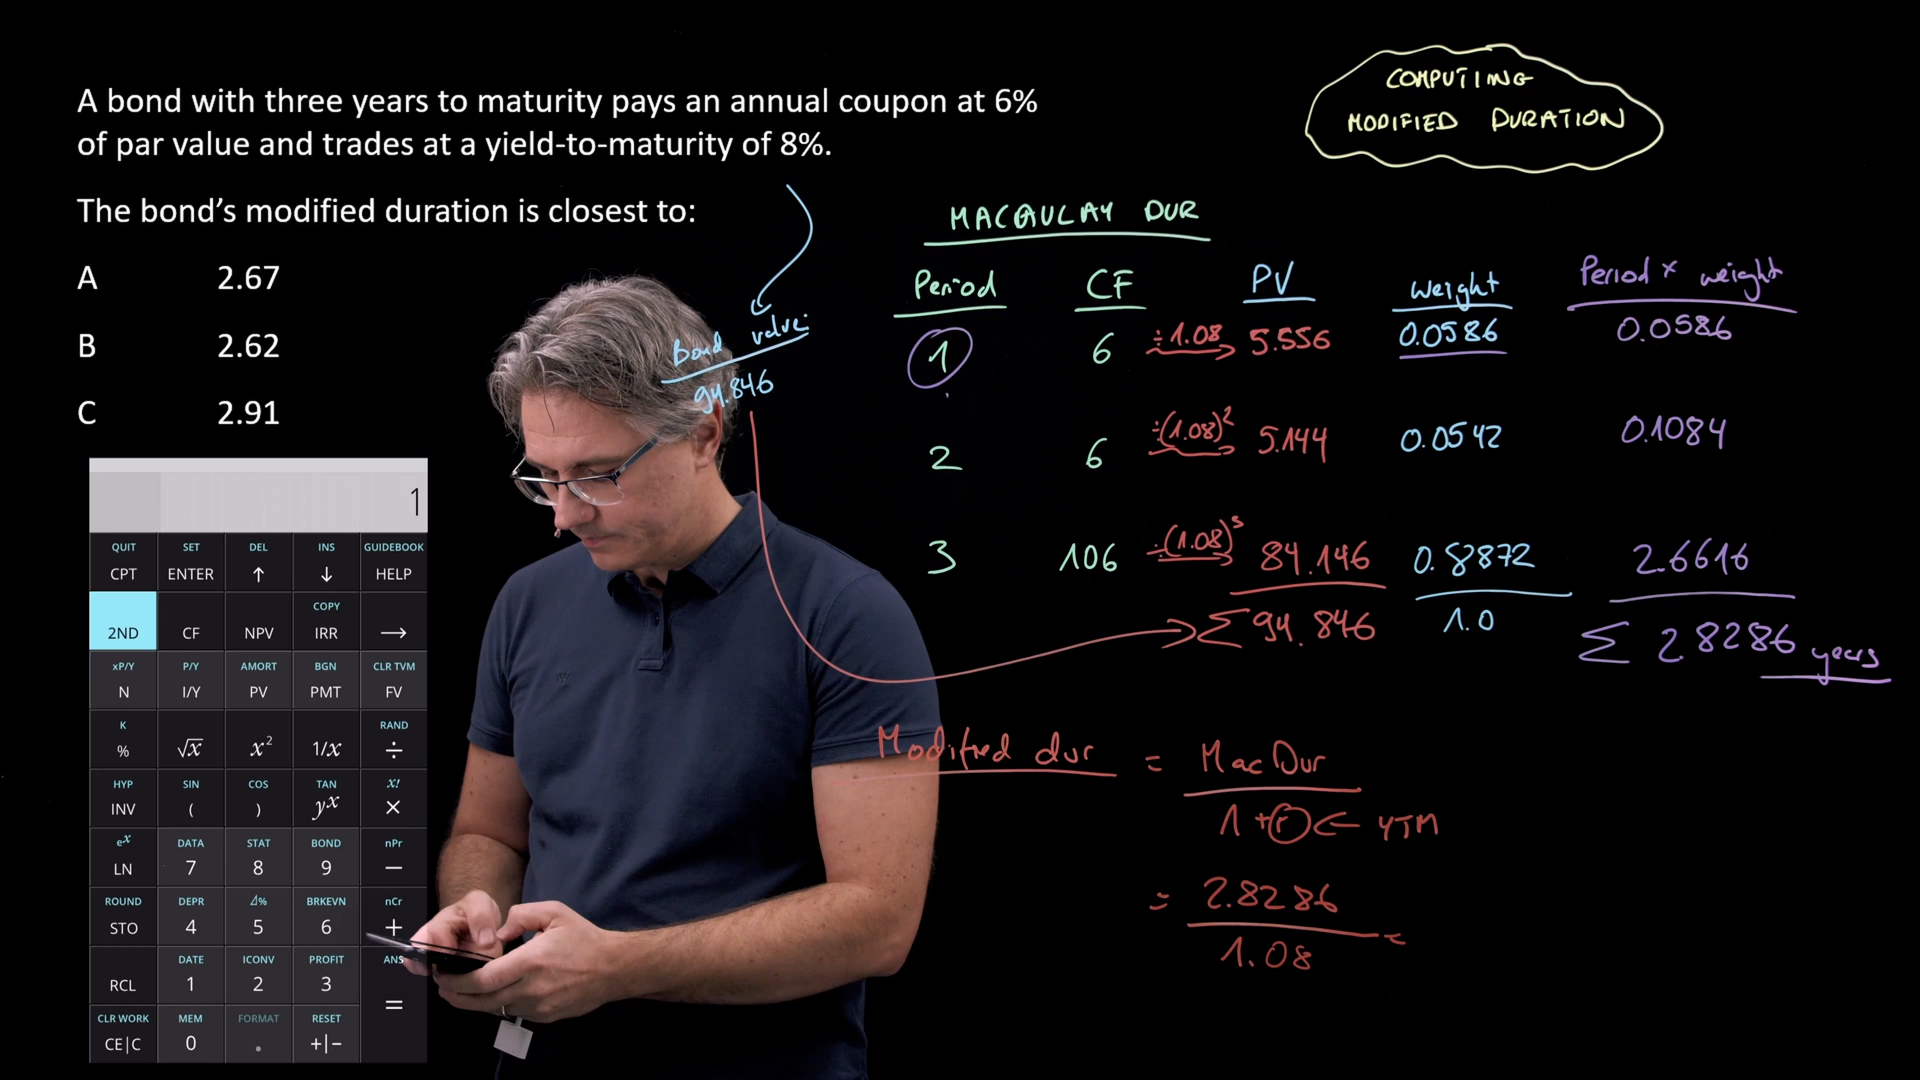 A bond with three years to maturity pays an annual coupon at 6%
of par value and trades at a yield-to-maturity of 8%.
The bond's modified duration is closest to:
A 2.67
B 2.62
C 2.91
COMPUTING
MODIFIED DURATION
MACAULAY DUR
Period CF PV weight Period × weight
1 6 ÷1.08 5.556 0.0586 0.0586
2 6 ÷(1.08)² 5.144 0.0542 0.1084
3 106 ÷(1.08)³ 84.146 0.8872 2.6616
Σ 94.846 1.0 Σ 2.8286 years
Bond value:
94.846
Modified dur = MacDur
1 + r ← YTM
= 2.8286
1.08 =
1
QUIT SET DEL INS GUIDEBOOK
CPT ENTER ↑ ↓ HELP
COPY
2ND CF NPV IRR →
xP/Y P/Y AMORT BGN CLR TVM
N I/Y PV PMT FV
K RAND
% √x x² 1/x ÷
HYP SIN COS TAN x!
INV ( ) yˣ ×
eˣ DATA STAT BOND nPr
LN 7 8 9 −
ROUND DEPR Δ% BRKEVN nCr
STO 4 5 6 +
DATE ICONV PROFIT ANS
RCL 1 2 3 =
CLR WORK MEM FORMAT RESET
CE|C 0 . +|−